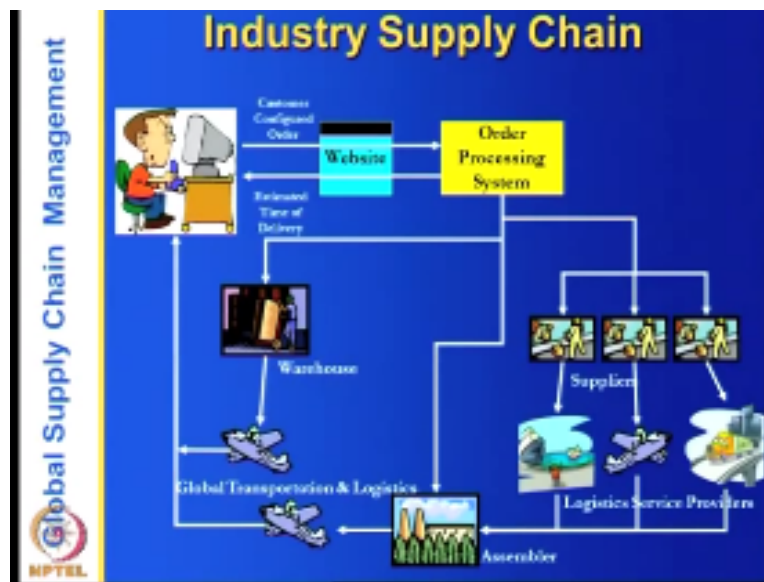 Industry Supply Chain
Global Supply Chain Management
Customer
Configured
Order
Website
Order
Processing
System
Estimated
Time of
Delivery
Warehouse
Suppliers
Global Transportation & Logistics
Logistics Service Providers
Assembler
NPTEL